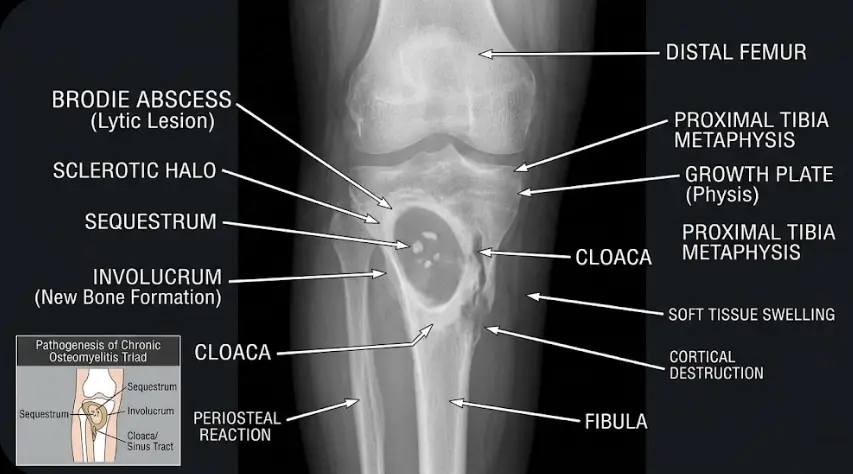 DISTAL FEMUR
BRODIE ABSCESS
(Lytic Lesion)
PROXIMAL TIBIA
METAPHYSIS
SCLEROTIC HALO
GROWTH PLATE
(Physis)
SEQUESTRUM
PROXIMAL TIBIA
METAPHYSIS
CLOACA
INVOLUCRUM
(New Bone Formation)
SOFT TISSUE SWELLING
CLOACA
CORTICAL
DESTRUCTION
PERIOSTEAL
REACTION
FIBULA
Pathogenesis of Chronic
Osteomyelitis Triad
Sequestrum
Sequestrum
Involucrum
Cloaca/
Sinus Tract